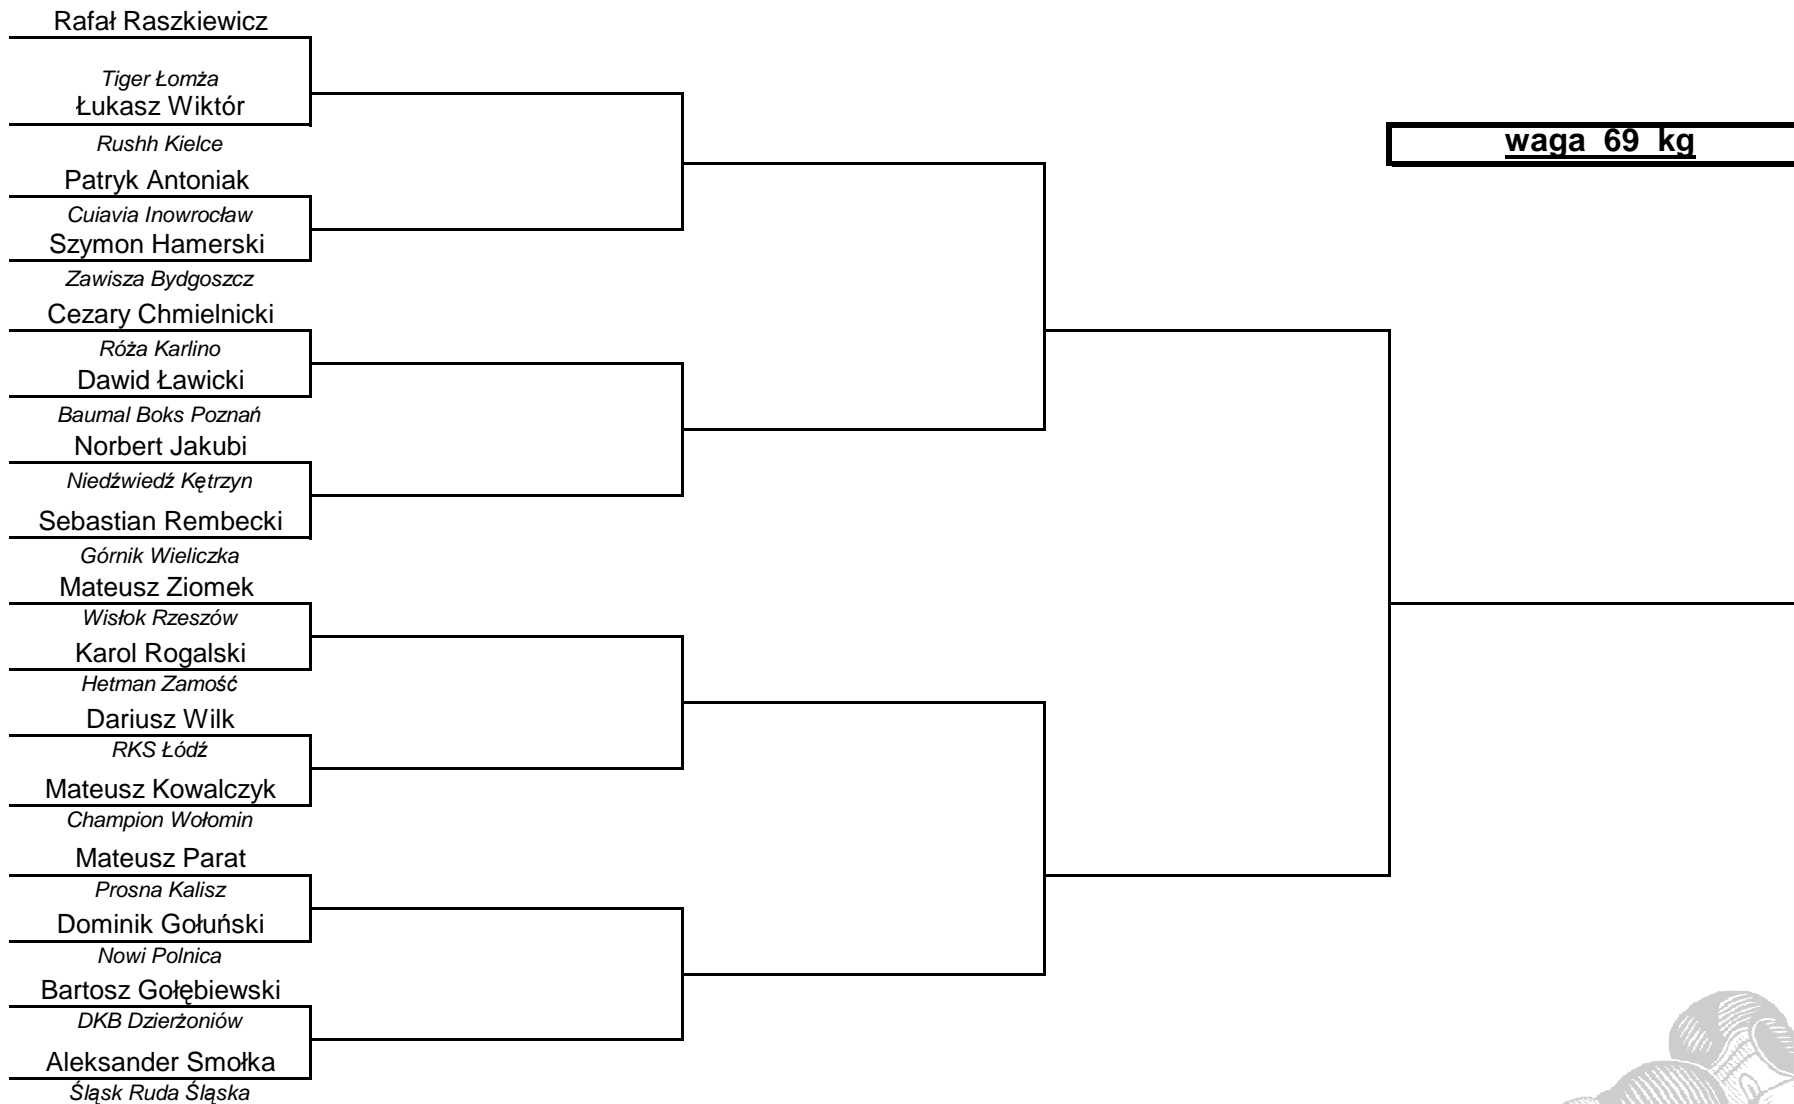 Rafał Raszkiewicz
Tiger Łomża
Łukasz Wiktór
Rushh Kielce
waga 69 kg
Patryk Antoniak
Cuiavia Inowrocław
Szymon Hamerski
Zawisza Bydgoszcz
Cezary Chmielnicki
Róża Karlino
Dawid Ławicki
Baumal Boks Poznań
Norbert Jakubi
Niedźwiedź Kętrzyn
Sebastian Rembecki
Górnik Wieliczka
Mateusz Ziomek
Wisłok Rzeszów
Karol Rogalski
Hetman Zamość
Dariusz Wilk
RKS Łódź
Mateusz Kowalczyk
Champion Wołomin
Mateusz Parat
Prosna Kalisz
Dominik Gołuński
Nowi Polnica
Bartosz Gołębiewski
DKB Dzierżoniów
Aleksander Smołka
Śląsk Ruda Śląska